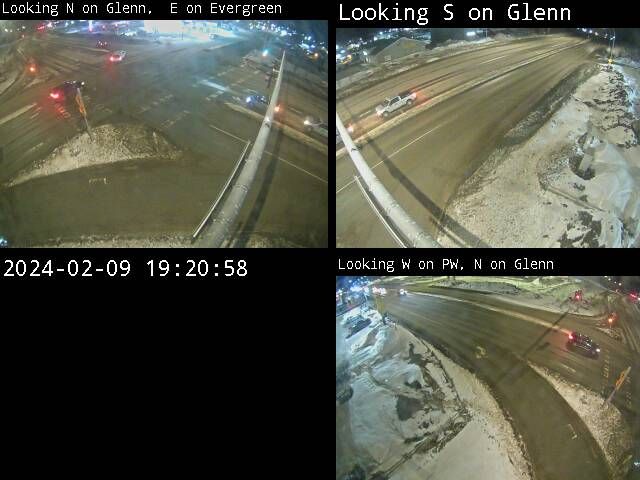 Looking N on Glenn,  E on Evergreen
Looking S on Glenn
2024-02-09 19:20:58
Looking W on PW, N on Glenn